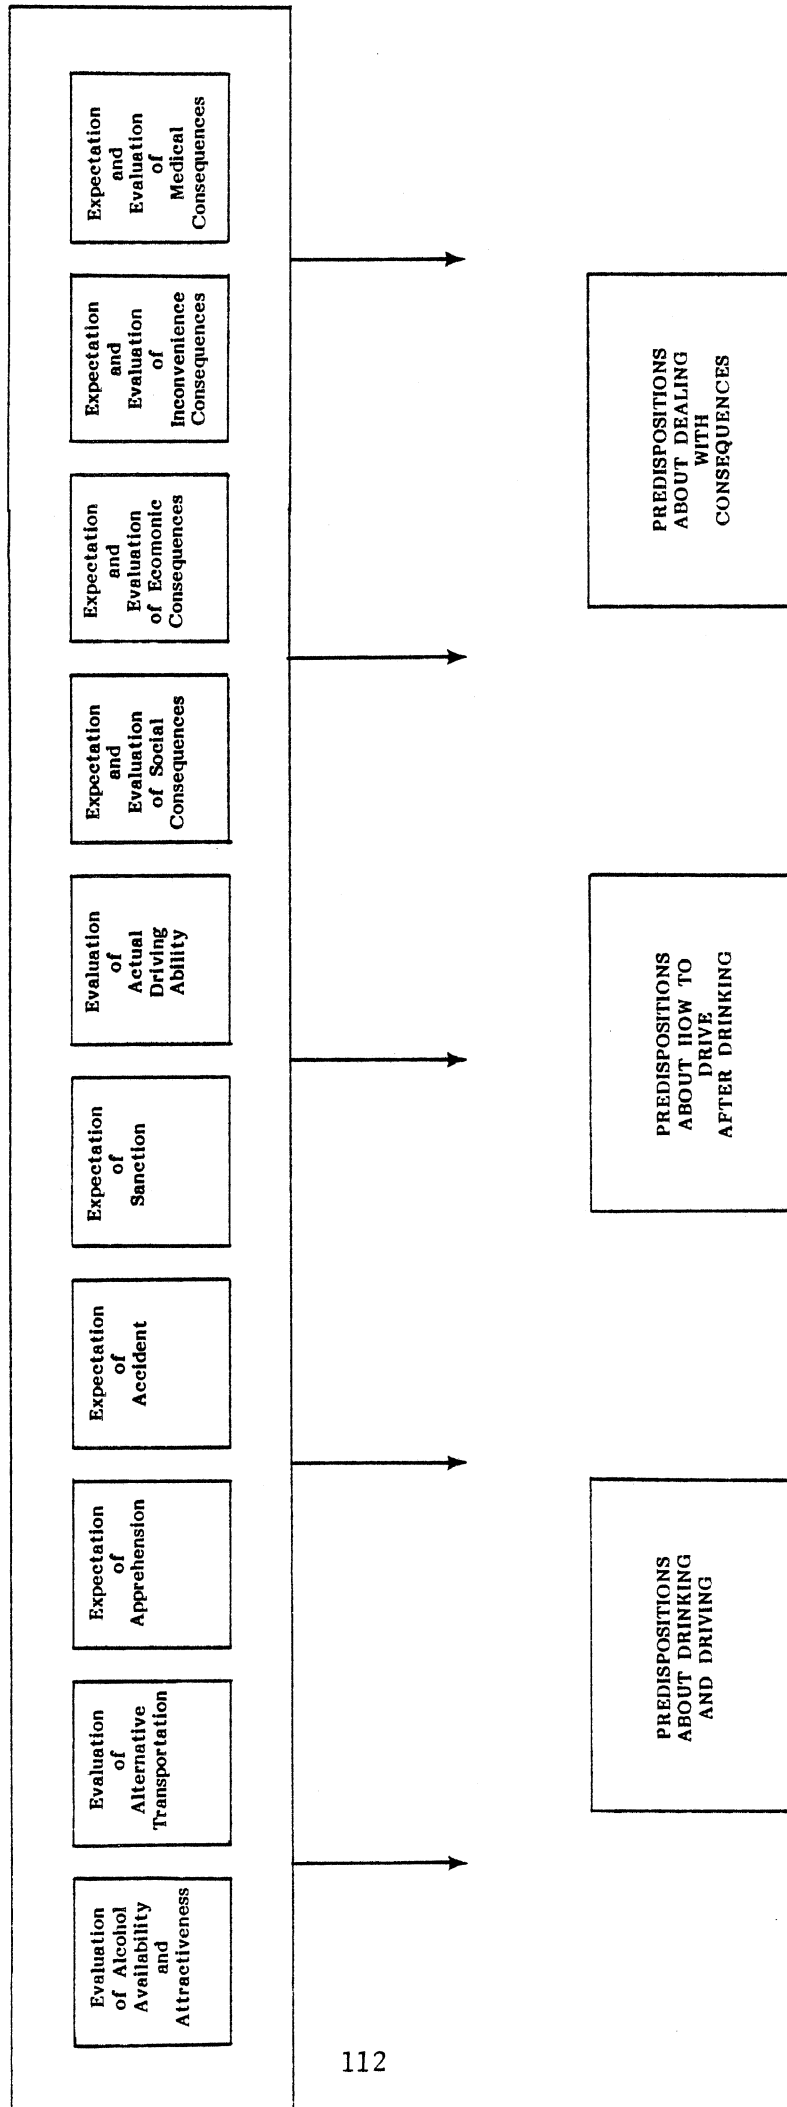 Evaluation
of Alcohol
Availability
and
Attractiveness
Evaluation
of
Alternative
Transportation
Expectation
of
Apprehension
Expectation
of
Accident
Expectation
of
Sanction
Evaluation
of
Actual
Driving
Ability
Expectation
and
Evaluation
of Social
Consequences
Expectation
and
Evaluation
of Ecomonic
Consequences
Expectation
and
Evaluation
of
Inconvenience
Consequences
Expectation
and
Evaluation
of
Medical
Consequences
PREDISPOSITIONS
ABOUT DRINKING
AND DRIVING
PREDISPOSITIONS
ABOUT HOW TO
DRIVE
AFTER DRINKING
PREDISPOSITIONS
ABOUT DEALING
WITH
CONSEQUENCES
112